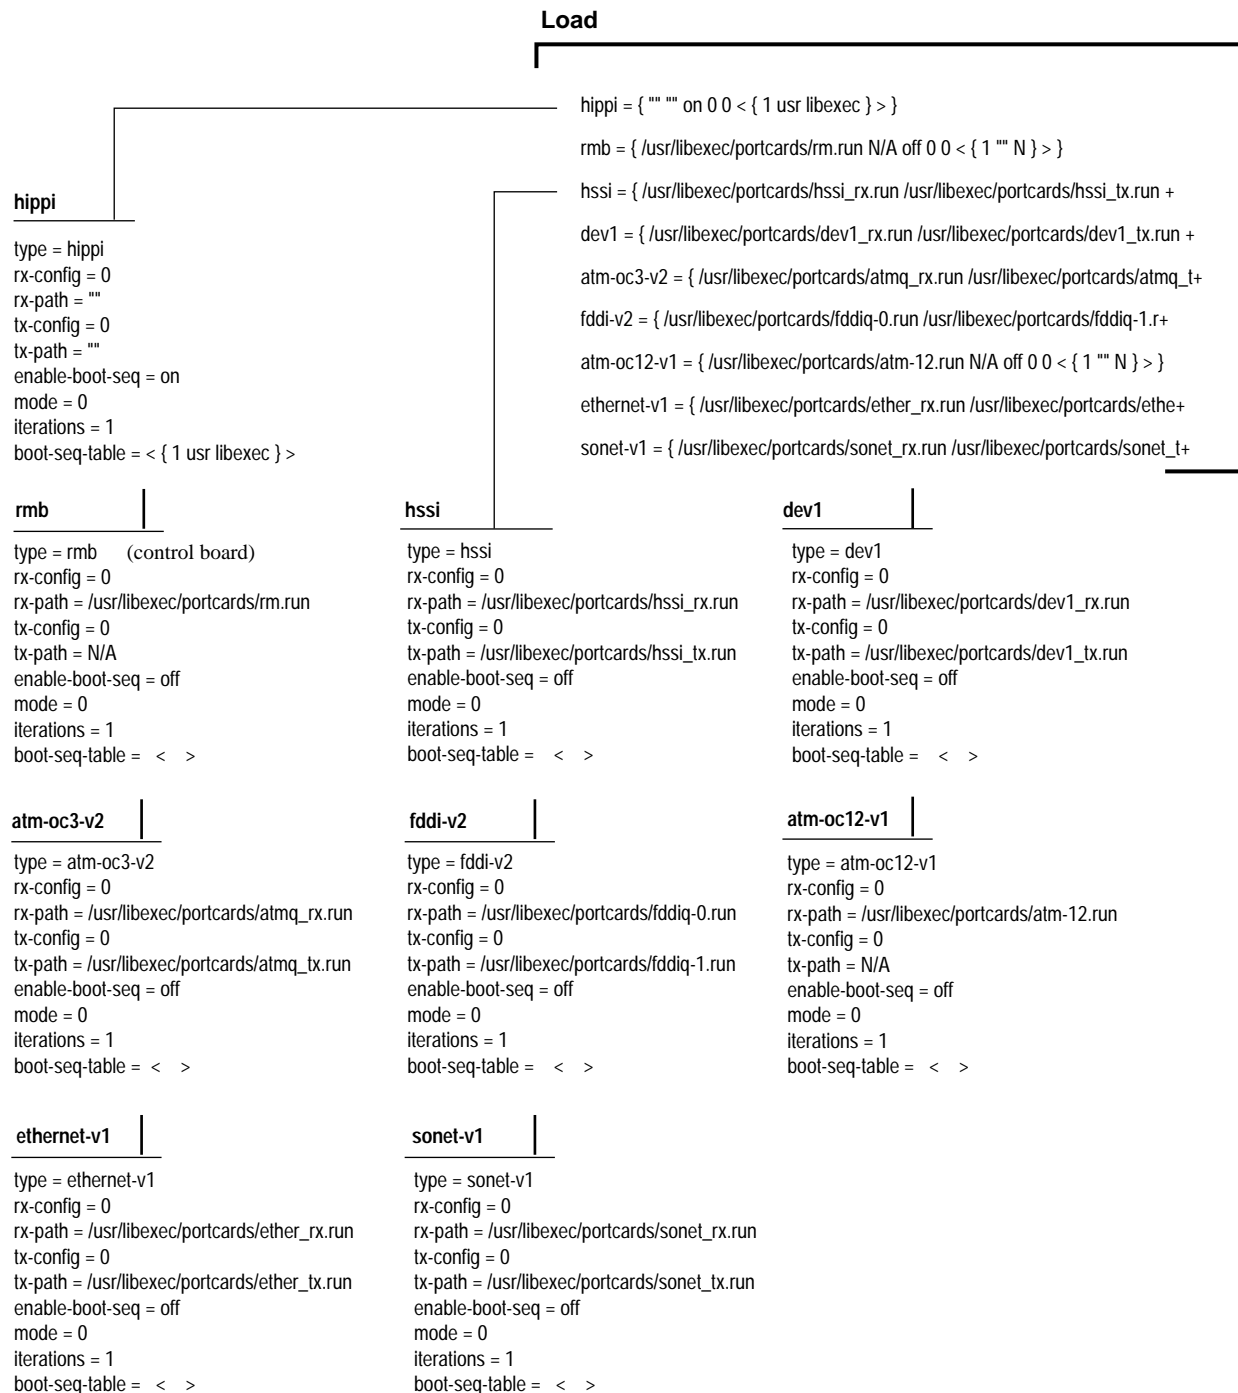 Load
hippi = { "" "" on 0 0 < { 1 usr libexec } > }
rmb = { /usr/libexec/portcards/rm.run N/A off 0 0 < { 1 "" N } > }
hssi = { /usr/libexec/portcards/hssi_rx.run /usr/libexec/portcards/hssi_tx.run +
dev1 = { /usr/libexec/portcards/dev1_rx.run /usr/libexec/portcards/dev1_tx.run +
atm-oc3-v2 = { /usr/libexec/portcards/atmq_rx.run /usr/libexec/portcards/atmq_t+
fddi-v2 = { /usr/libexec/portcards/fddiq-0.run /usr/libexec/portcards/fddiq-1.r+
atm-oc12-v1 = { /usr/libexec/portcards/atm-12.run N/A off 0 0 < { 1 "" N } > }
ethernet-v1 = { /usr/libexec/portcards/ether_rx.run /usr/libexec/portcards/ethe+
sonet-v1 = { /usr/libexec/portcards/sonet_rx.run /usr/libexec/portcards/sonet_t+
hippi
type = hippi
rx-config = 0
rx-path = ""
tx-config = 0
tx-path = ""
enable-boot-seq = on
mode = 0
iterations = 1
boot-seq-table = < { 1 usr libexec } >
rmb
type = rmb (control board)
rx-config = 0
rx-path = /usr/libexec/portcards/rm.run
tx-config = 0
tx-path = N/A
enable-boot-seq = off
mode = 0
iterations = 1
boot-seq-table = < >
hssi
type = hssi
rx-config = 0
rx-path = /usr/libexec/portcards/hssi_rx.run
tx-config = 0
tx-path = /usr/libexec/portcards/hssi_tx.run
enable-boot-seq = off
mode = 0
iterations = 1
boot-seq-table = < >
dev1
type = dev1
rx-config = 0
rx-path = /usr/libexec/portcards/dev1_rx.run
tx-config = 0
tx-path = /usr/libexec/portcards/dev1_tx.run
enable-boot-seq = off
mode = 0
iterations = 1
boot-seq-table = < >
atm-oc3-v2
type = atm-oc3-v2
rx-config = 0
rx-path = /usr/libexec/portcards/atmq_rx.run
tx-config = 0
tx-path = /usr/libexec/portcards/atmq_tx.run
enable-boot-seq = off
mode = 0
iterations = 1
boot-seq-table = < >
fddi-v2
type = fddi-v2
rx-config = 0
rx-path = /usr/libexec/portcards/fddiq-0.run
tx-config = 0
tx-path = /usr/libexec/portcards/fddiq-1.run
enable-boot-seq = off
mode = 0
iterations = 1
boot-seq-table = < >
atm-oc12-v1
type = atm-oc12-v1
rx-config = 0
rx-path = /usr/libexec/portcards/atm-12.run
tx-config = 0
tx-path = N/A
enable-boot-seq = off
mode = 0
iterations = 1
boot-seq-table = < >
ethernet-v1
type = ethernet-v1
rx-config = 0
rx-path = /usr/libexec/portcards/ether_rx.run
tx-config = 0
tx-path = /usr/libexec/portcards/ether_tx.run
enable-boot-seq = off
mode = 0
iterations = 1
boot-seq-table = < >
sonet-v1
type = sonet-v1
rx-config = 0
rx-path = /usr/libexec/portcards/sonet_rx.run
tx-config = 0
tx-path = /usr/libexec/portcards/sonet_tx.run
enable-boot-seq = off
mode = 0
iterations = 1
boot-seq-table = < >